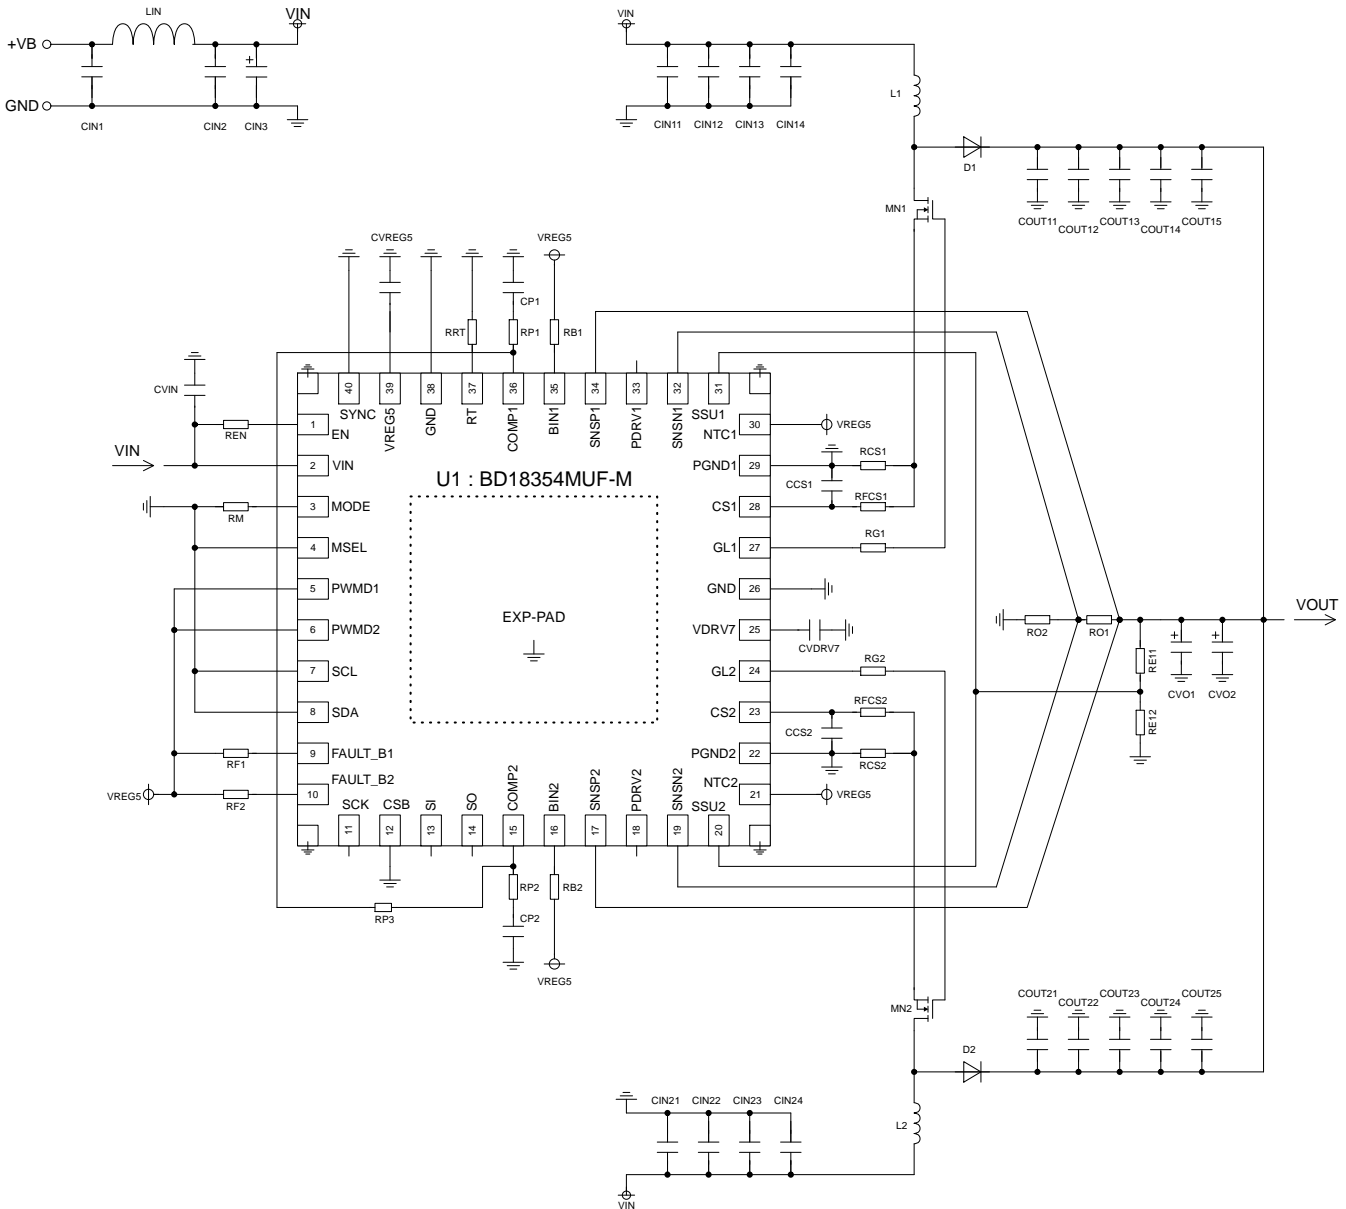 LIN
VIN
+VB
GND
CIN1
CIN2
CIN3
+
VIN
CIN11
CIN12
CIN13
CIN14
L1
D1
MN1
COUT11
COUT12
COUT13
COUT14
COUT15
CVREG5
VREG5
CP1
RRT
RP1
RB1
CVIN
REN
VIN
RM
40
39
38
37
36
35
34
33
32
31
SYNC
VREG5
GND
RT
COMP1
BIN1
SNSP1
PDRV1
SNSN1
SSU1
1
EN
2
VIN
3
MODE
4
MSEL
5
PWMD1
6
PWMD2
7
SCL
8
SDA
9
FAULT_B1
10
FAULT_B2
RF1
RF2
VREG5
U1 : BD18354MUF-M
EXP-PAD
NTC1
30
VREG5
PGND1
29
RCS1
CCS1
CS1
28
RFCS1
GL1
27
RG1
GND
26
VDRV7
25
CVDRV7
GL2
24
RG2
CS2
23
RFCS2
CCS2
PGND2
22
RCS2
NTC2
21
VREG5
SCK
CSB
SI
SO
COMP2
BIN2
SNSP2
PDRV2
SNSN2
SSU2
11
12
13
14
15
16
17
18
19
20
RP3
RP2
CP2
RB2
VREG5
RO2
RO1
VOUT
RE11
RE12
+
CVO1
+
CVO2
MN2
D2
COUT21
COUT22
COUT23
COUT24
COUT25
CIN21
CIN22
CIN23
CIN24
L2
VIN